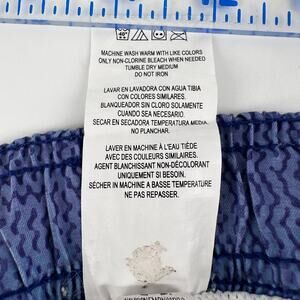 40°
MACHINE WASH WARM WITH LIKE COLORS
ONLY NON-CLORINE BLEACH WHEN NEEDED
TUMBLE DRY MEDIUM
DO NOT IRON
LAVAR EN LAVADORA CON AGUA TIBIA
CON COLORES SIMILARES.
BLANQUEADOR SIN CLORO SOLAMENTE
CUANDO SEA NECESARIO.
SECAR EN SECADORA TEMPERATURA MEDIA.
NO PLANCHAR.
LAVER EN MACHINE À L'EAU TIÈDE
AVEC DES COULEURS SIMILAIRES.
AGENT BLANCHISSANT NON-DÉCOLORANT
UNIQUEMENT SI BESOIN.
SÉCHER IN MACHINE A BASSE TEMPERATURE
NE PAS REPASSER.